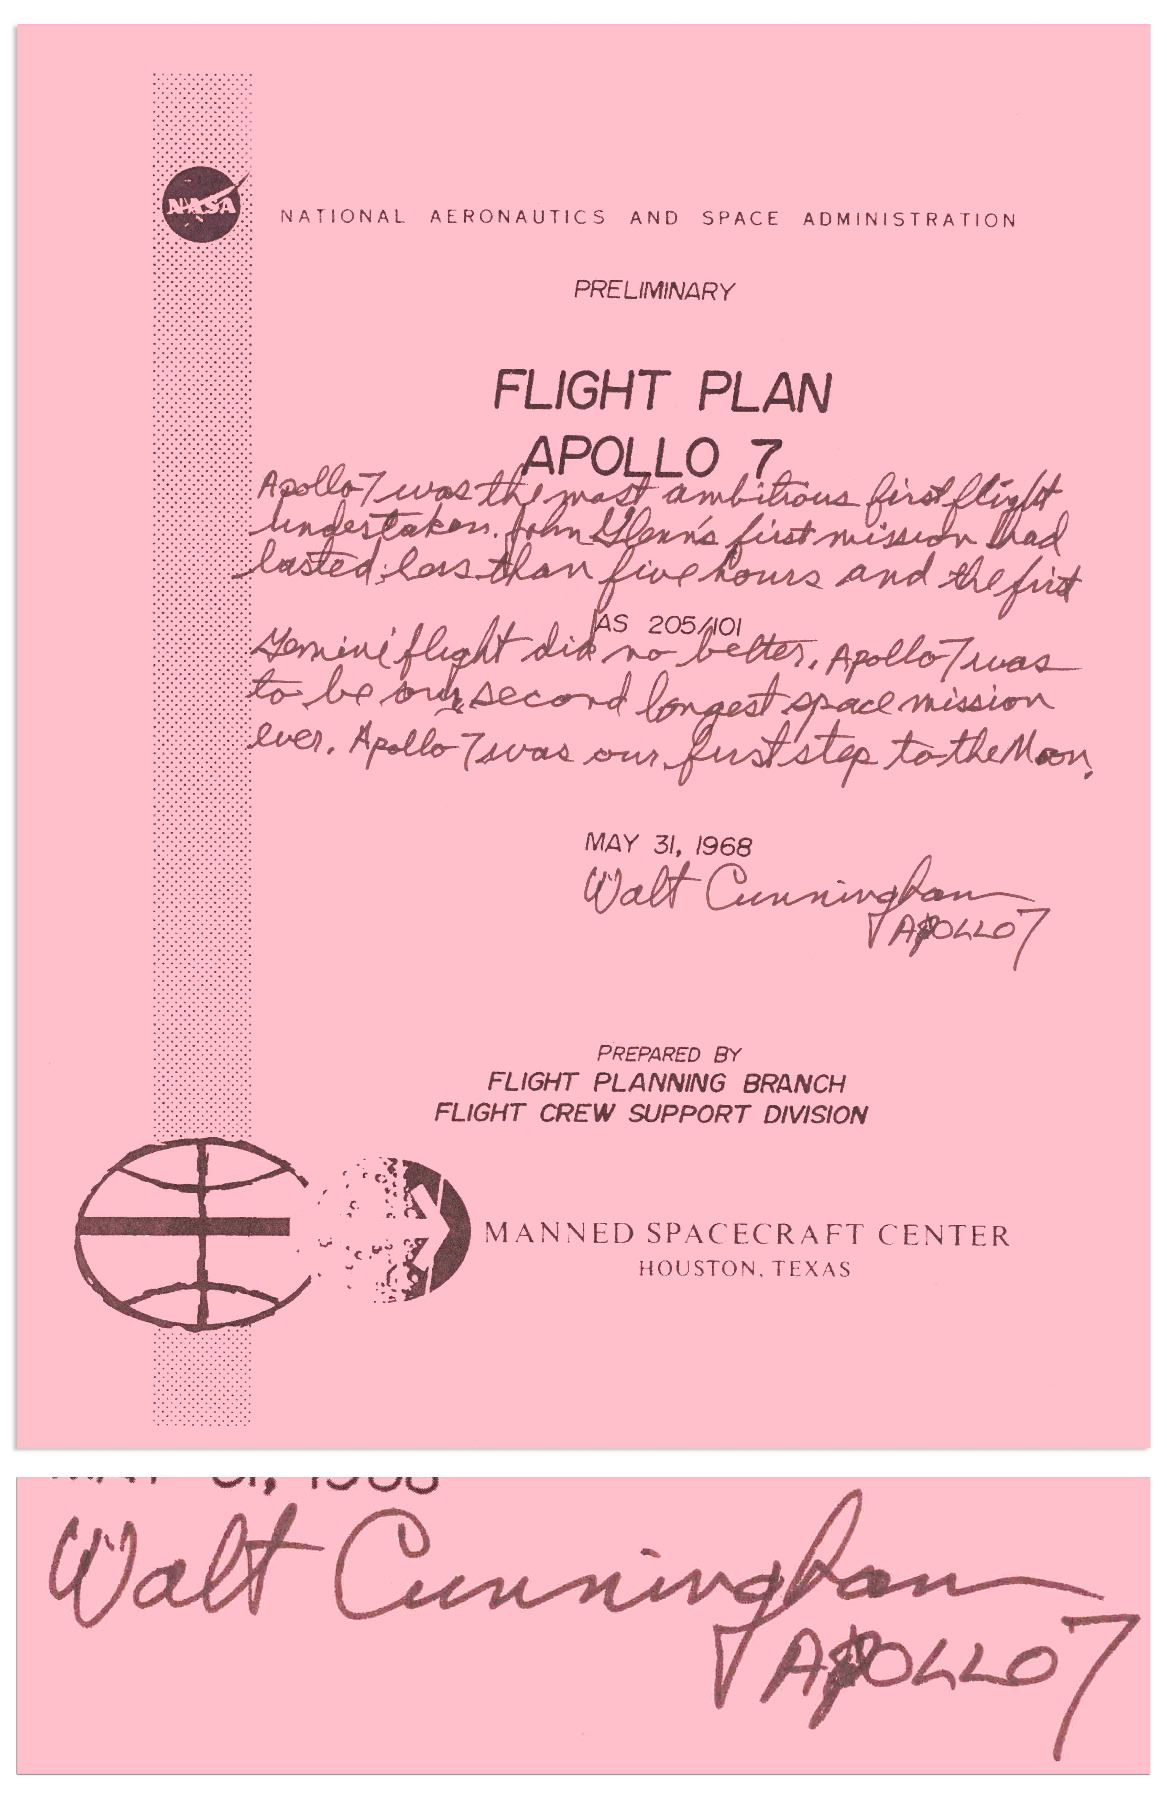 NASA
NATIONAL AERONAUTICS AND SPACE ADMINISTRATION
PRELIMINARY
FLIGHT PLAN
APOLLO 7
Apollo 7 was the most ambitious first flight
undertaken. John Glenn's first mission had
lasted less than five hours and the first
AS 205/101
Gemini flight did no better. Apollo 7 was
to be our second longest space mission
ever. Apollo 7 was our first step to the Moon.
MAY 31, 1968
Walt Cunningham
APOLLO 7
PREPARED BY
FLIGHT PLANNING BRANCH
FLIGHT CREW SUPPORT DIVISION
MANNED SPACECRAFT CENTER
HOUSTON, TEXAS
MAY 31, 1968
Walt Cunningham
APOLLO 7